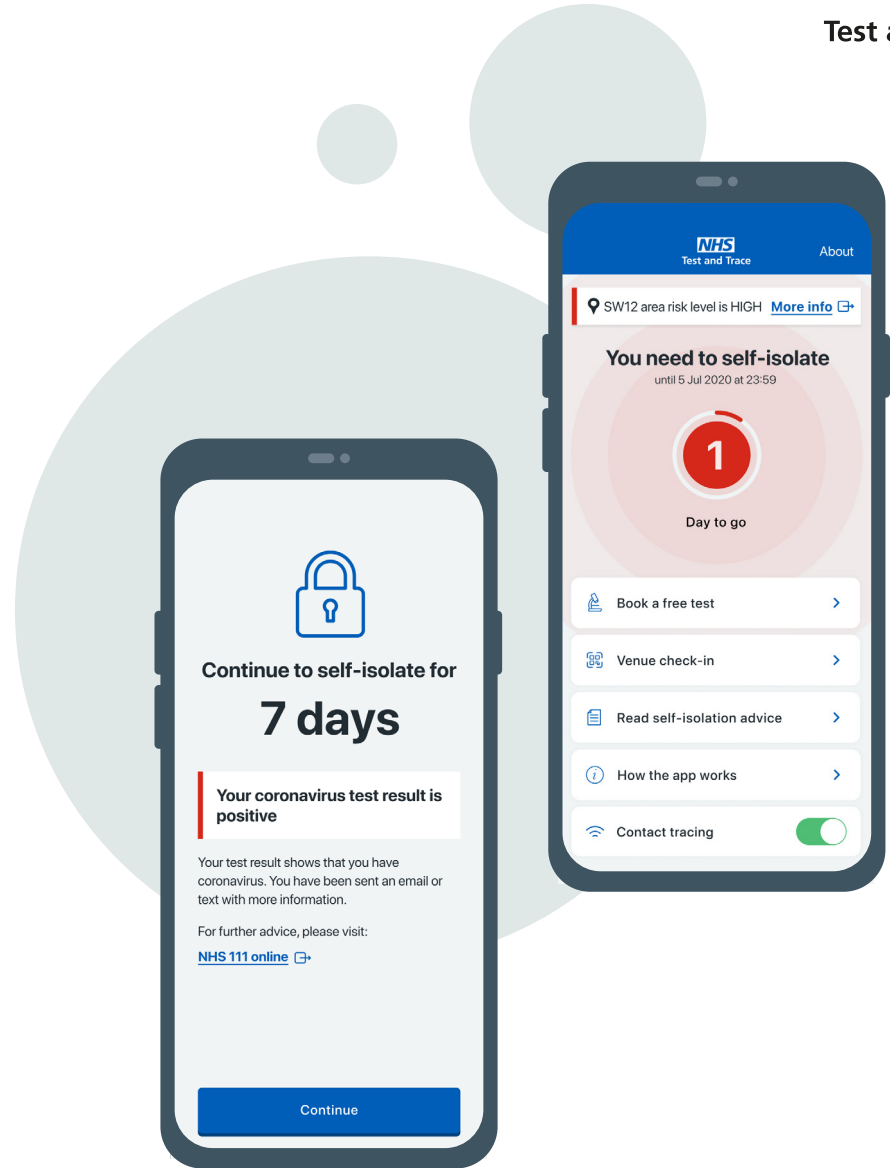 Test a
NHS
Test and Trace
About
SW12 area risk level is HIGH More info
You need to self-isolate
until 5 Jul 2020 at 23:59
1
Day to go
Book a free test
Venue check-in
Read self-isolation advice
How the app works
Contact tracing
Continue to self-isolate for
7 days
Your coronavirus test result is
positive
Your test result shows that you have
coronavirus. You have been sent an email or
text with more information.
For further advice, please visit:
NHS 111 online
Continue